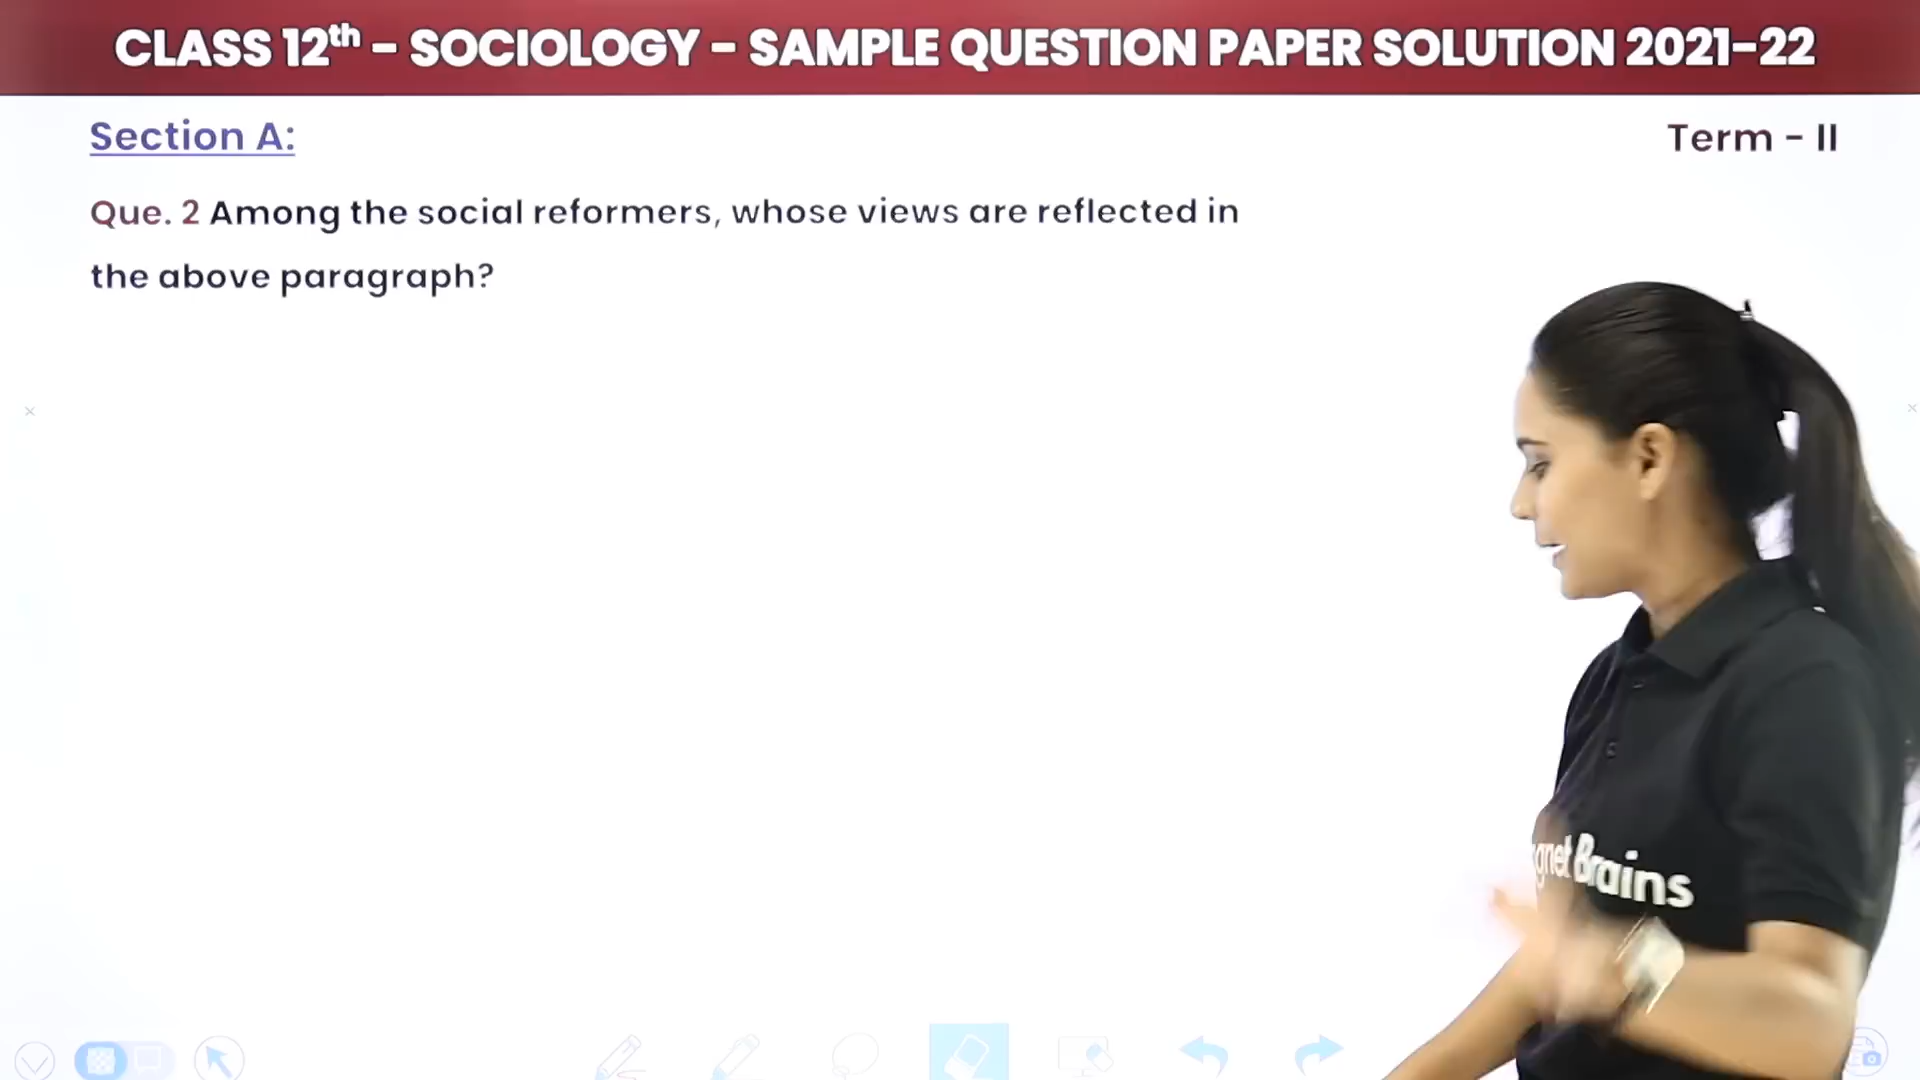 CLASS 12th - SOCIOLOGY - SAMPLE QUESTION PAPER SOLUTION 2021-22
Section A:
Term - II
Que. 2 Among the social reformers, whose views are reflected in
the above paragraph?
Brains